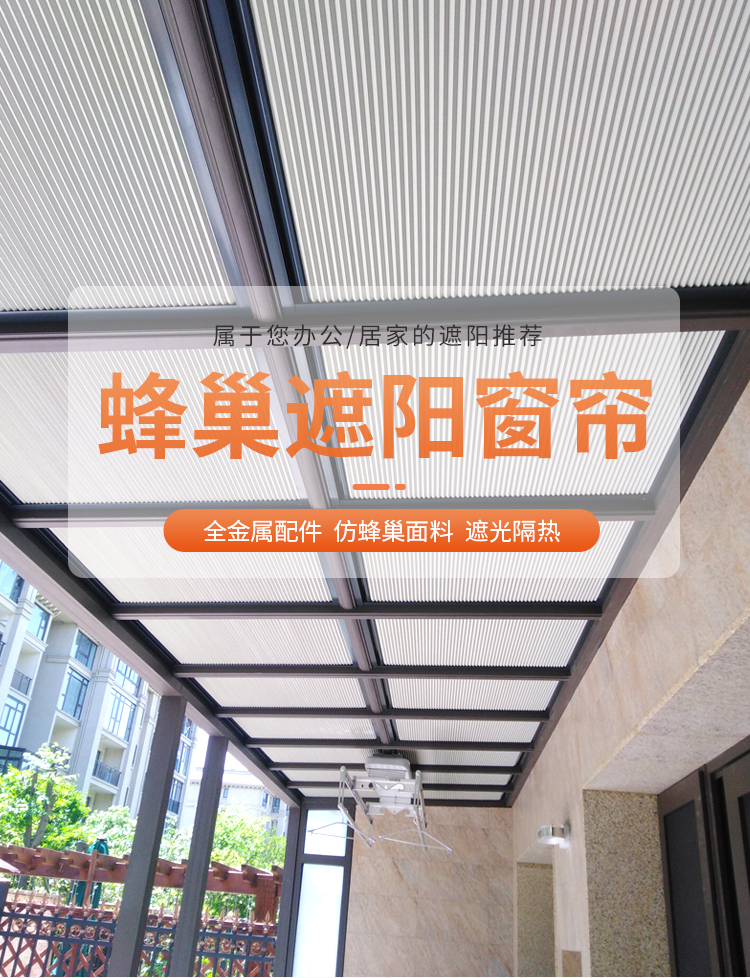 属于您办公/居家的遮阳推荐
蜂巢遮阳窗帘
全金属配件 仿蜂巢面料 遮光隔热